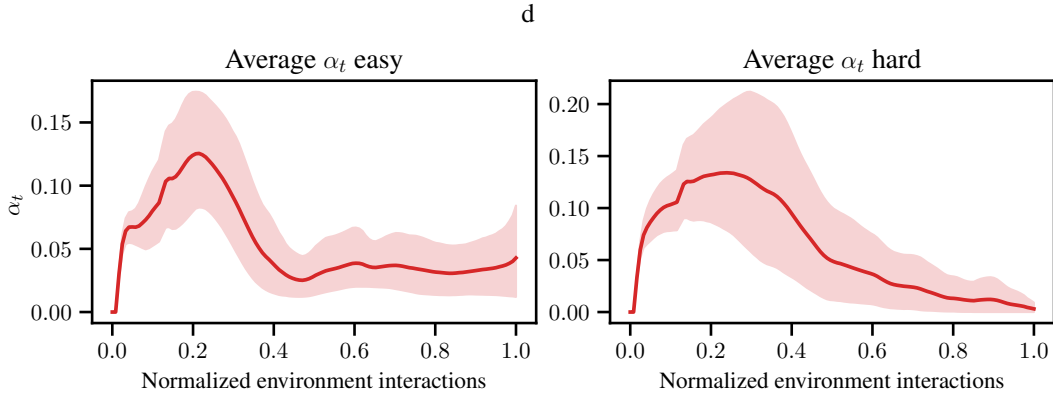 d
Average αt easy
αt
0.15
0.10
0.05
0.00
0.0 0.2 0.4 0.6 0.8 1.0
Normalized environment interactions
Average αt hard
0.20
0.15
0.10
0.05
0.00
0.0 0.2 0.4 0.6 0.8 1.0
Normalized environment interactions